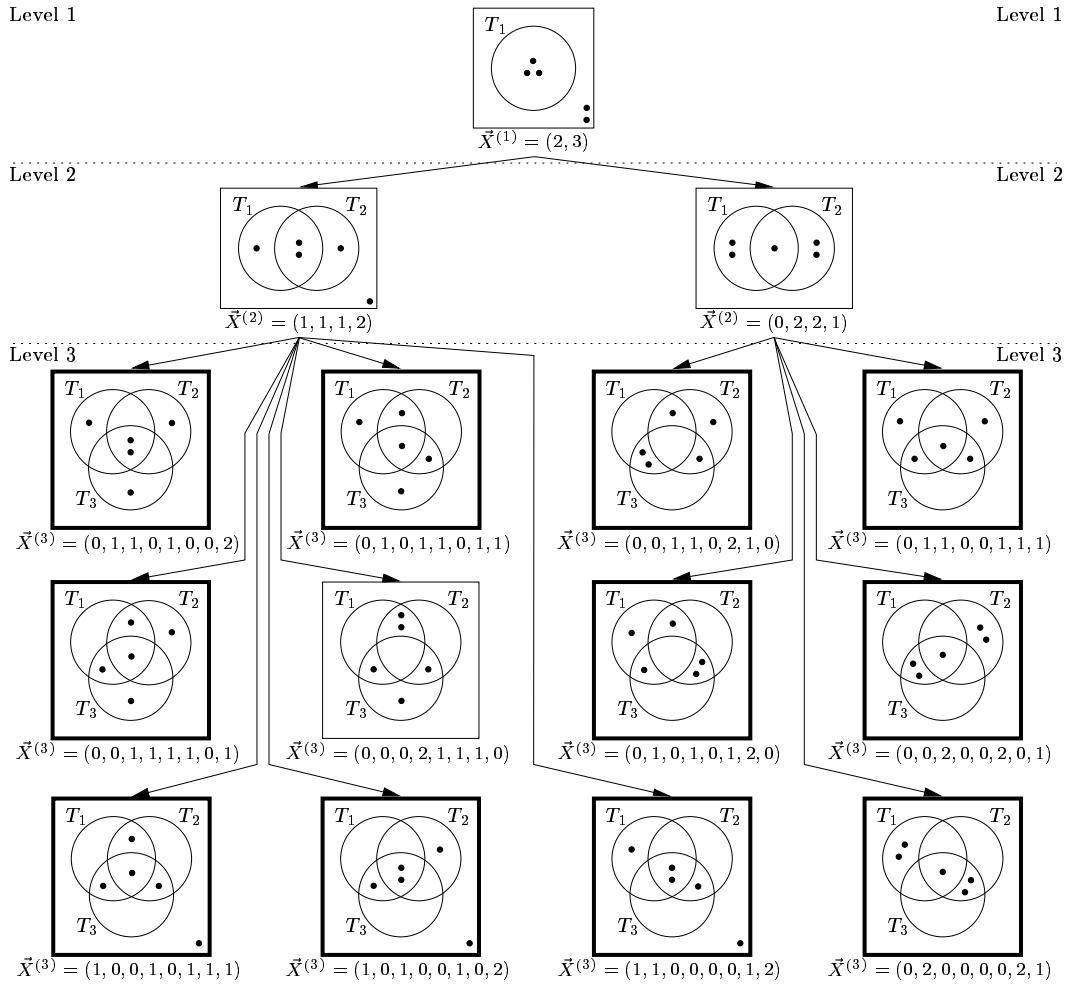 Level 1 Level 1
T₁
X⃗⁽¹⁾ = (2, 3)
Level 2 Level 2
T₁ T₂ T₁ T₂
X⃗⁽²⁾ = (1, 1, 1, 2) X⃗⁽²⁾ = (0, 2, 2, 1)
Level 3 Level 3
T₁ T₂ T₁ T₂ T₁ T₂ T₁ T₂
T₃ T₃ T₃ T₃
X⃗⁽³⁾ = (0, 1, 1, 0, 1, 0, 0, 2) X⃗⁽³⁾ = (0, 1, 0, 1, 1, 0, 1, 1) X⃗⁽³⁾ = (0, 0, 1, 1, 0, 2, 1, 0) X⃗⁽³⁾ = (0, 1, 1, 0, 0, 1, 1, 1)
T₁ T₂ T₁ T₂ T₁ T₂ T₁ T₂
T₃ T₃ T₃ T₃
X⃗⁽³⁾ = (0, 0, 1, 1, 1, 1, 0, 1) X⃗⁽³⁾ = (0, 0, 0, 2, 1, 1, 1, 0) X⃗⁽³⁾ = (0, 1, 0, 1, 0, 1, 2, 0) X⃗⁽³⁾ = (0, 0, 2, 0, 0, 2, 0, 1)
T₁ T₂ T₁ T₂ T₁ T₂ T₁ T₂
T₃ T₃ T₃ T₃
X⃗⁽³⁾ = (1, 0, 0, 1, 0, 1, 1, 1) X⃗⁽³⁾ = (1, 0, 1, 0, 0, 1, 0, 2) X⃗⁽³⁾ = (1, 1, 0, 0, 0, 0, 1, 2) X⃗⁽³⁾ = (0, 2, 0, 0, 0, 0, 2, 1)